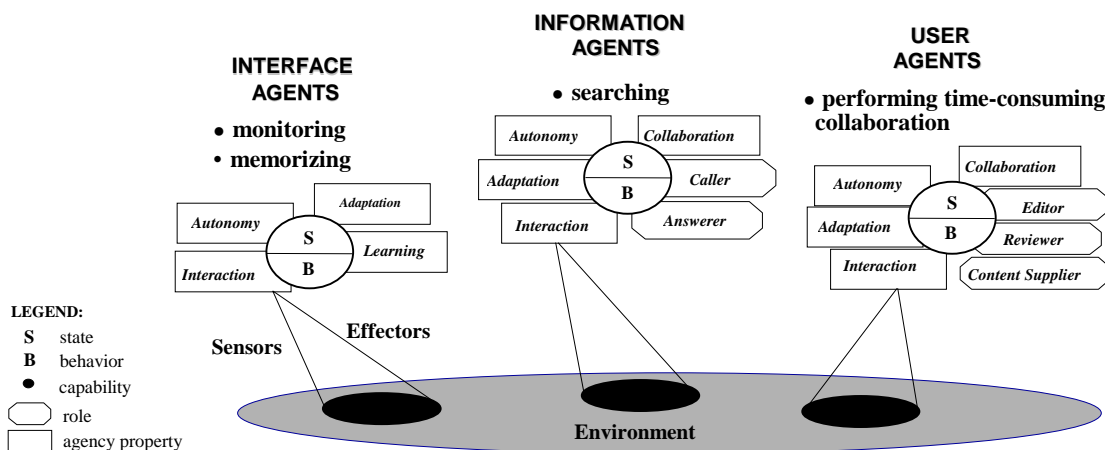 INTERFACE
AGENTS
• monitoring
• memorizing
Adaptation
Autonomy
S
Learning
B
Interaction
Sensors
Effectors
INFORMATION
AGENTS
• searching
Autonomy
Collaboration
S
Adaptation
Caller
B
Answerer
Interaction
USER
AGENTS
• performing time-consuming
collaboration
Collaboration
Autonomy
S
Editor
Adaptation
B
Reviewer
Interaction
Content Supplier
LEGEND:
S state
B behavior
capability
role
agency property
Environment